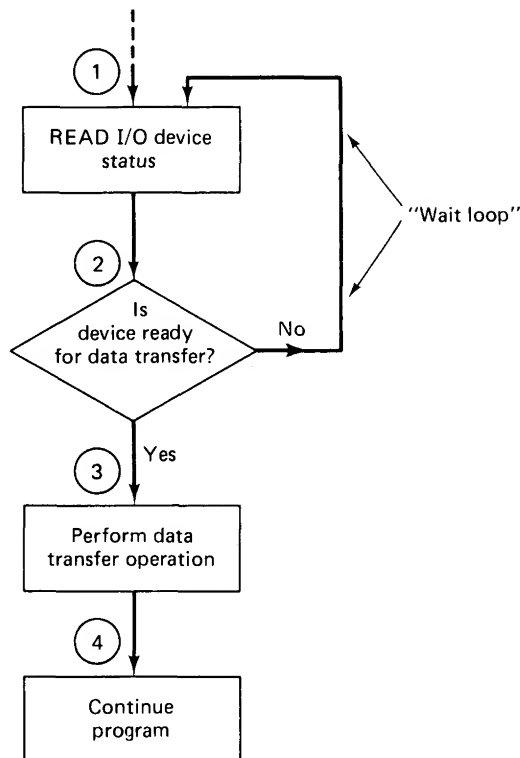 1
READ I/O device
status
"Wait loop"
2
Is
device ready
for data transfer?
No
Yes
3
Perform data
transfer operation
4
Continue
program